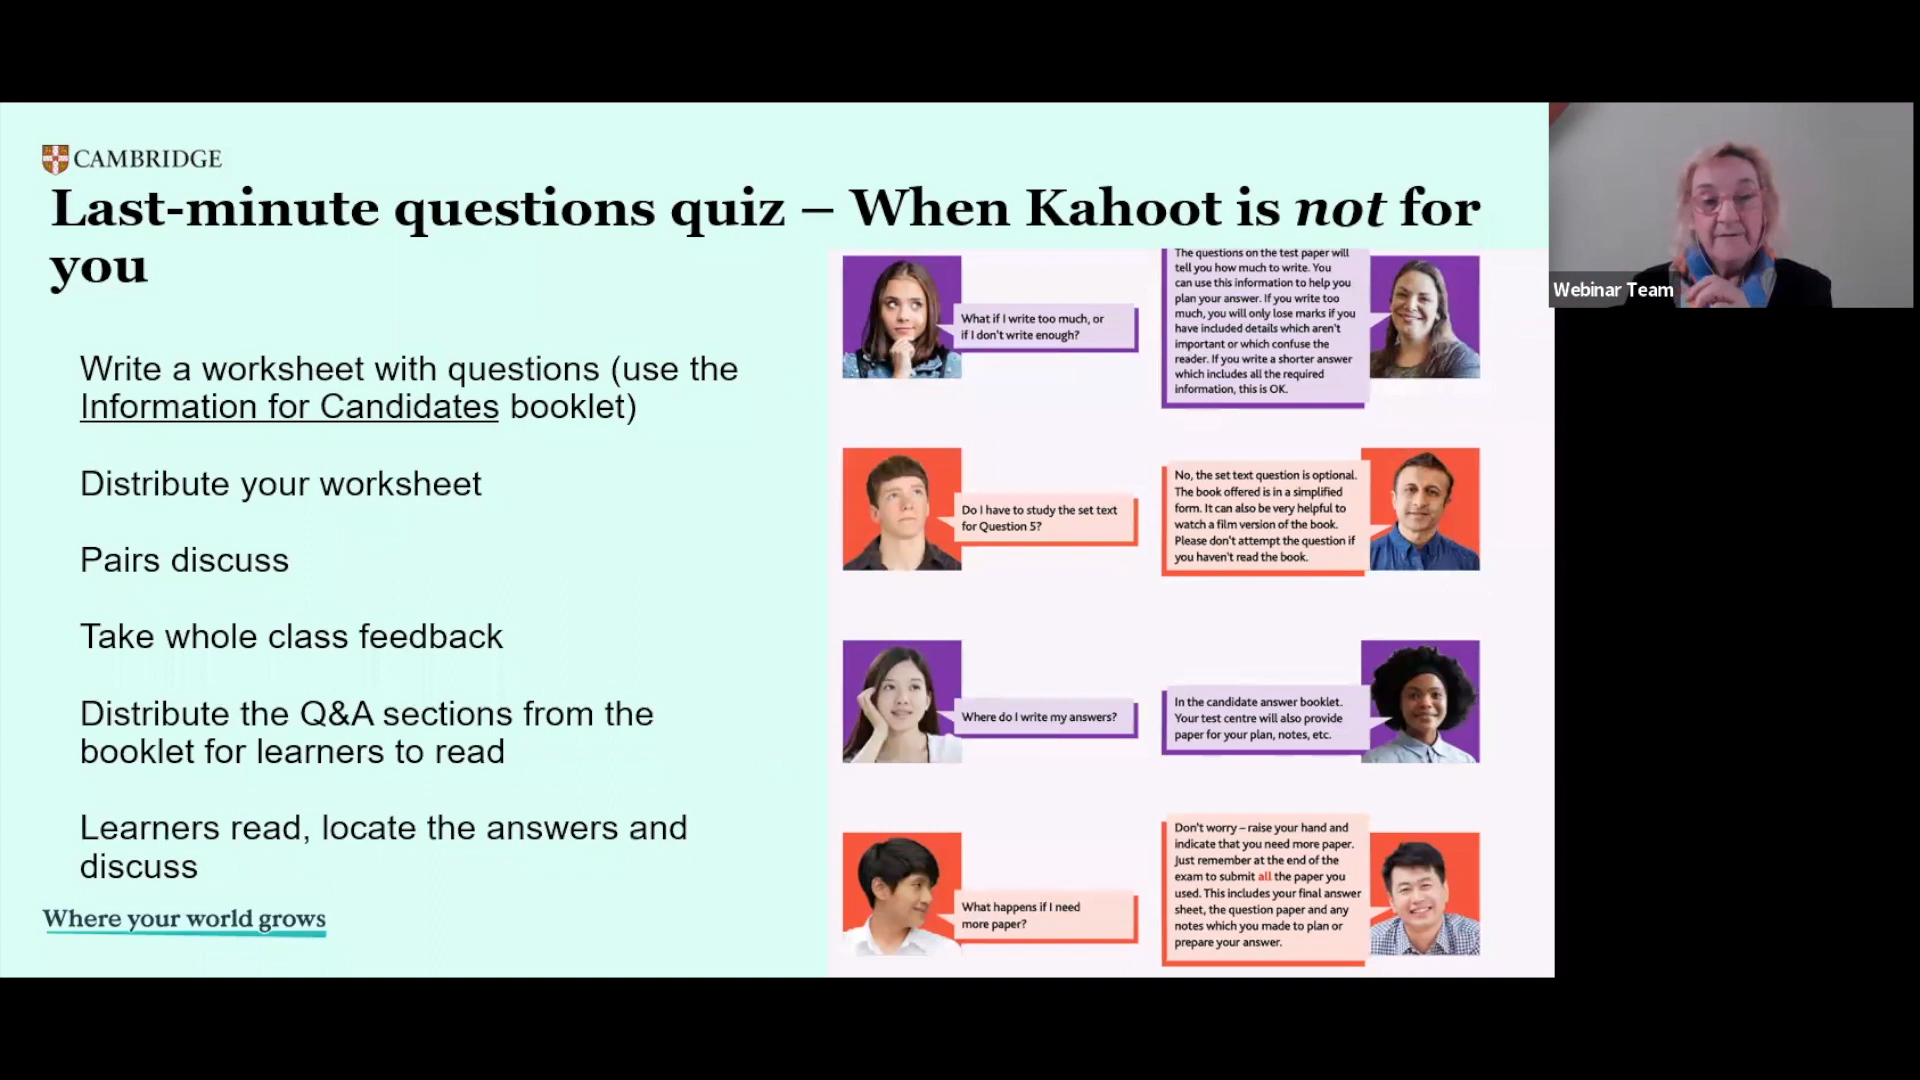 CAMBRIDGE
Last-minute questions quiz – When Kahoot is not for
you
Write a worksheet with questions (use the
Information for Candidates booklet)
Distribute your worksheet
Pairs discuss
Take whole class feedback
Distribute the Q&A sections from the
booklet for learners to read
Learners read, locate the answers and
discuss
Where your world grows
What if I write too much, or
if I don't write enough?
The questions on the test paper will
tell you how much to write. You
can use this information to help you
plan your answer. If you write too
much, you will only lose marks if you
have included details which aren't
important or which confuse the
reader. If you write a shorter answer
which includes all the required
information, this is OK.
Do I have to study the set text
for Question 5?
No, the set text question is optional.
The book offered is in a simplified
form. It can also be very helpful to
watch a film version of the book.
Please don't attempt the question if
you haven't read the book.
Where do I write my answers?
In the candidate answer booklet.
Your test centre will also provide
paper for your plan, notes, etc.
What happens if I need
more paper?
Don't worry – raise your hand and
indicate that you need more paper.
Just remember at the end of the
exam to submit all the paper you
used. This includes your final answer
sheet, the question paper and any
notes which you made to plan or
prepare your answer.
Webinar Team